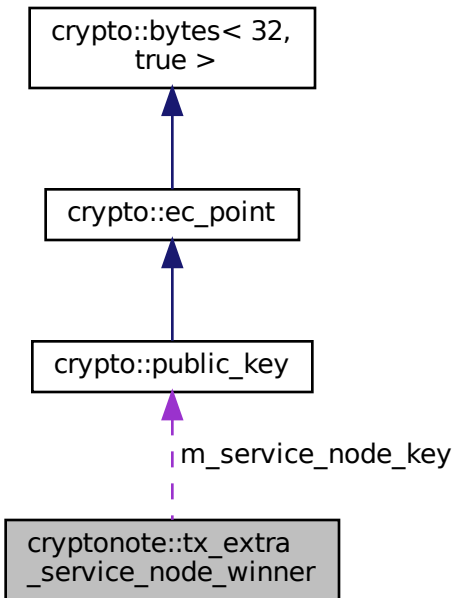 crypto::bytes< 32,
true >
crypto::ec_point
crypto::public_key
m_service_node_key
cryptonote::tx_extra
_service_node_winner